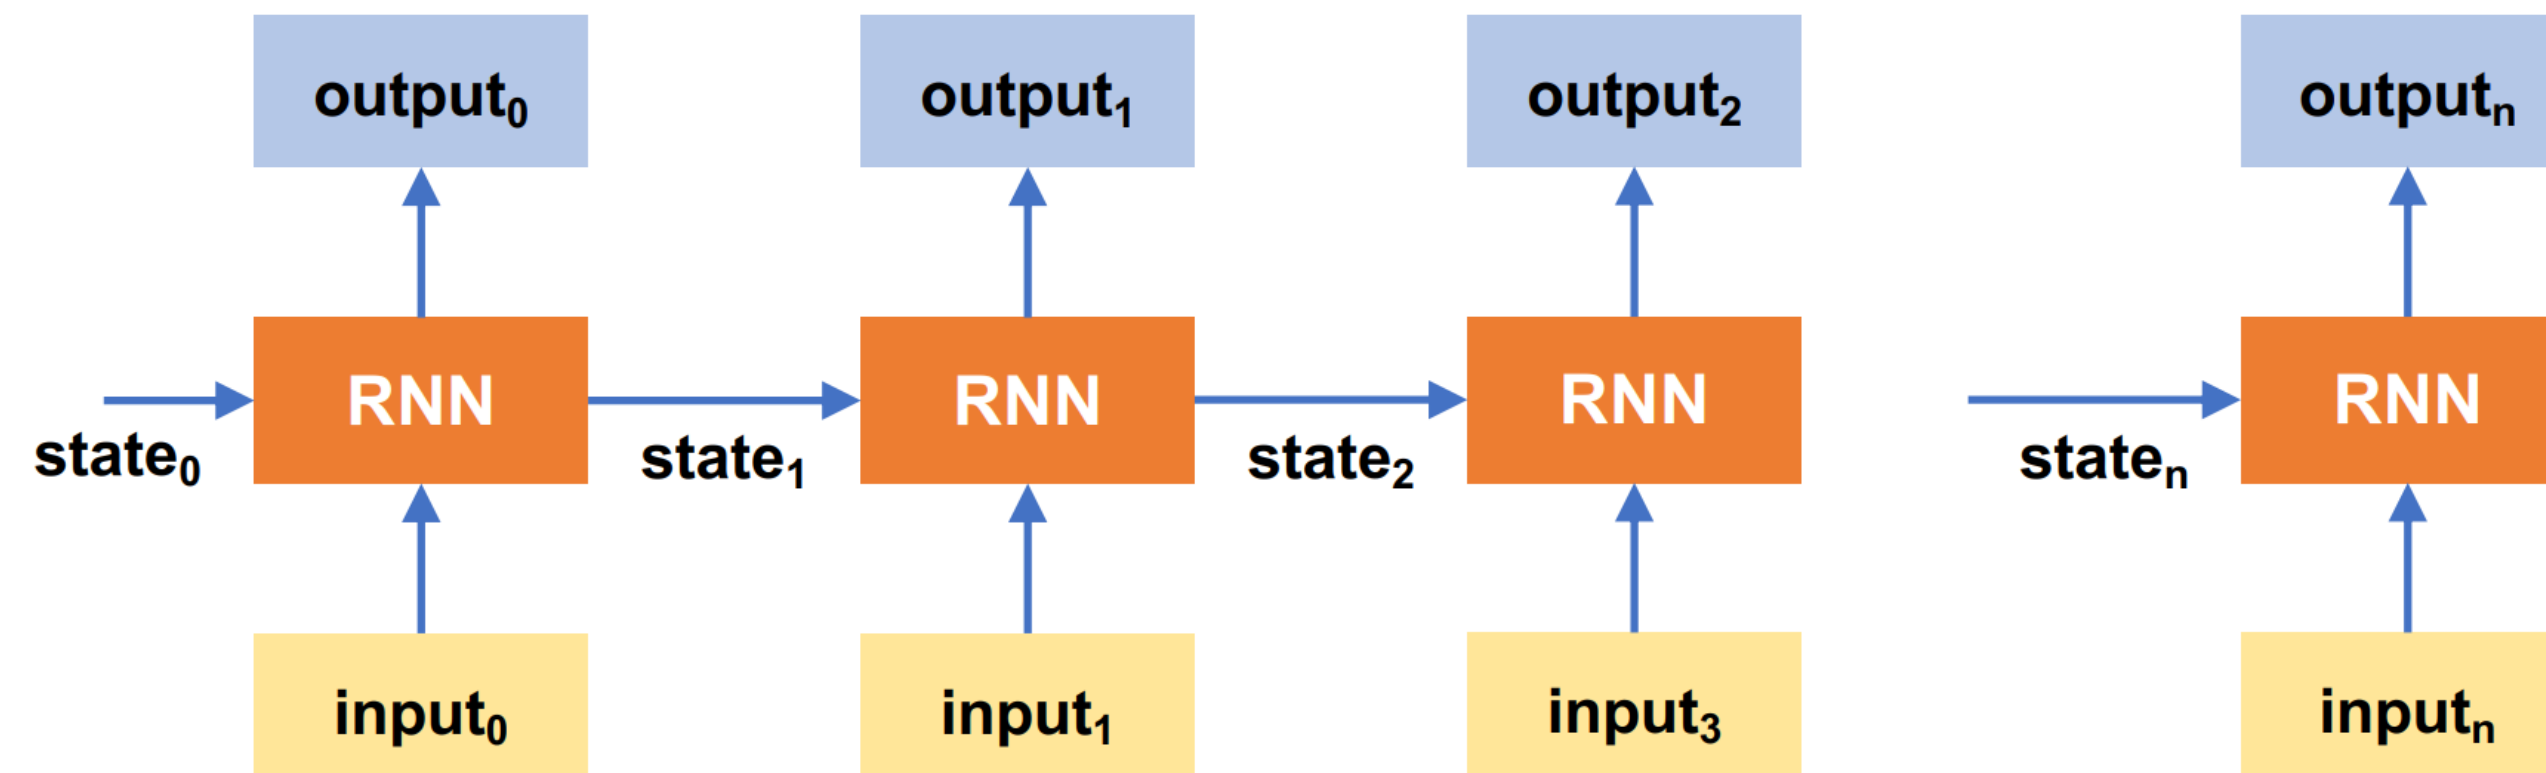 output₀ output₁ output₂ outputₙ
RNN RNN RNN RNN
state₀ state₁ state₂ stateₙ
input₀ input₁ input₃ inputₙ